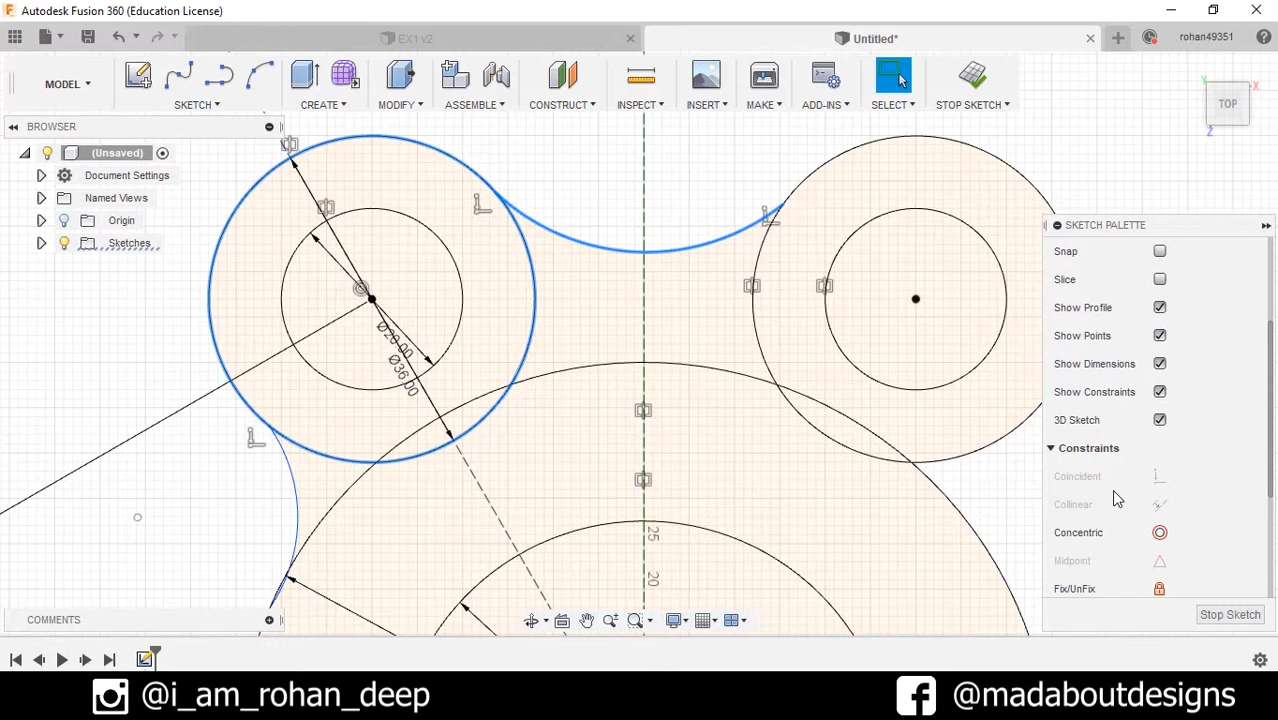 Autodesk Fusion 360 (Education License)
EX1 v2
Untitled*
rohan49351
MODEL
SKETCH
CREATE
MODIFY
ASSEMBLE
CONSTRUCT
INSPECT
INSERT
MAKE
ADD-INS
SELECT
STOP SKETCH
TOP
X
Y
Z
BROWSER
(Unsaved)
Document Settings
Named Views
Origin
Sketches
Ø20.00
Ø36.00
25
20
SKETCH PALETTE
Snap
Slice
Show Profile
Show Points
Show Dimensions
Show Constraints
3D Sketch
Constraints
Coincident
Collinear
Concentric
Midpoint
Fix/UnFix
Stop Sketch
COMMENTS
@i_am_rohan_deep
@madaboutdesigns